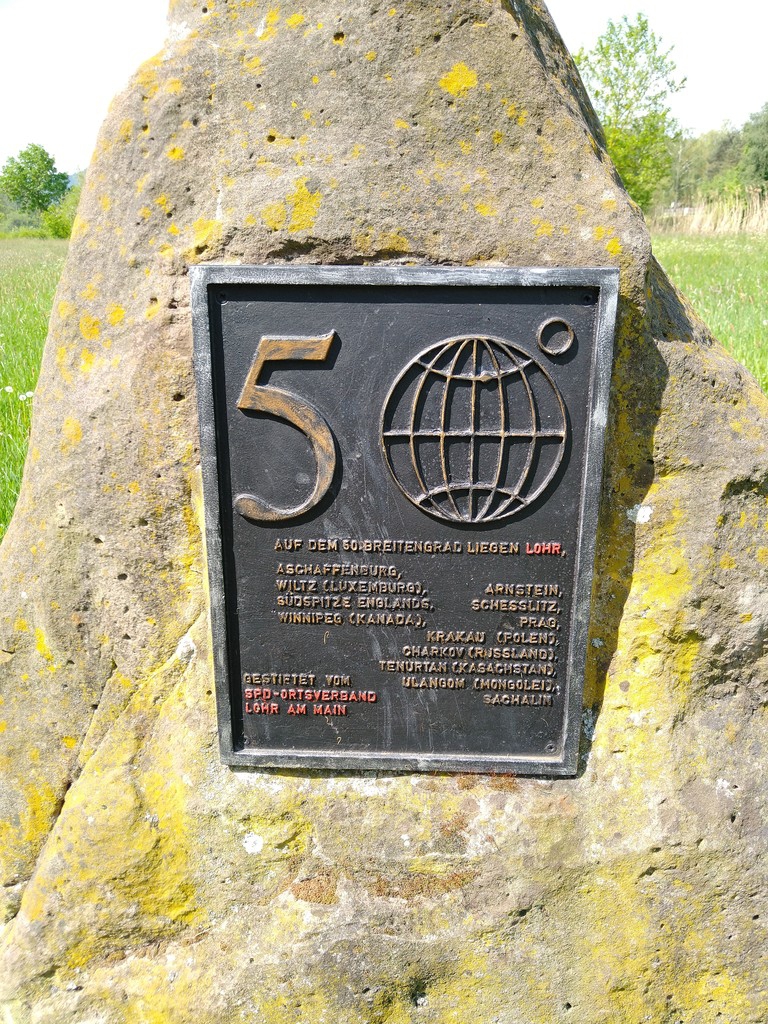 50°
AUF DEM 50.BREITENGRAD LIEGEN LOHR,
ASCHAFFENBURG,
WILTZ (LUXEMBURG),
SÜDSPITZE ENGLANDS,
WINNIPEG (KANADA),
ARNSTEIN,
SCHESSLITZ,
PRAG,
KRAKAU (POLEN),
CHARKOV (RUSSLAND),
TENURTAN (KASACHSTAN),
ULANGOM (MONGOLEI),
SACHALIN
GESTIFTET VOM
SPD-ORTSVERBAND
LOHR AM MAIN